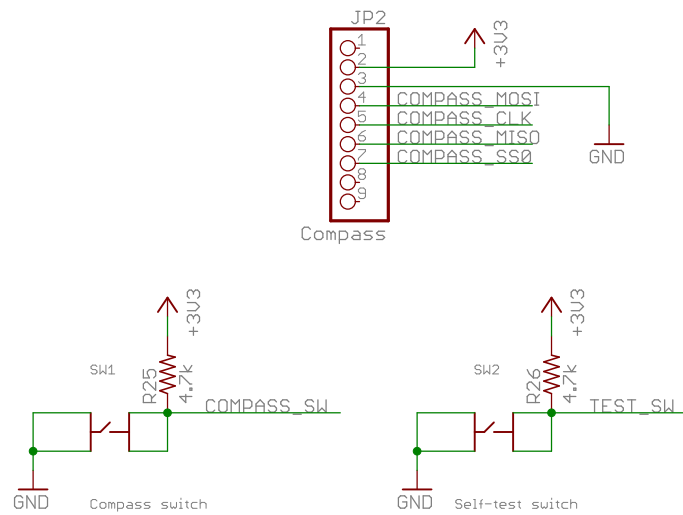 JP2
+3V3
1
2
3
4 COMPASS_MOSI
5 COMPASS_CLK
6 COMPASS_MISO
7 COMPASS_SS0
8
9
GND
Compass
+3V3
+3V3
SW1
R25
4.7k
SW2
R26
4.7k
COMPASS_SW
TEST_SW
GND
Compass switch
GND
Self-test switch